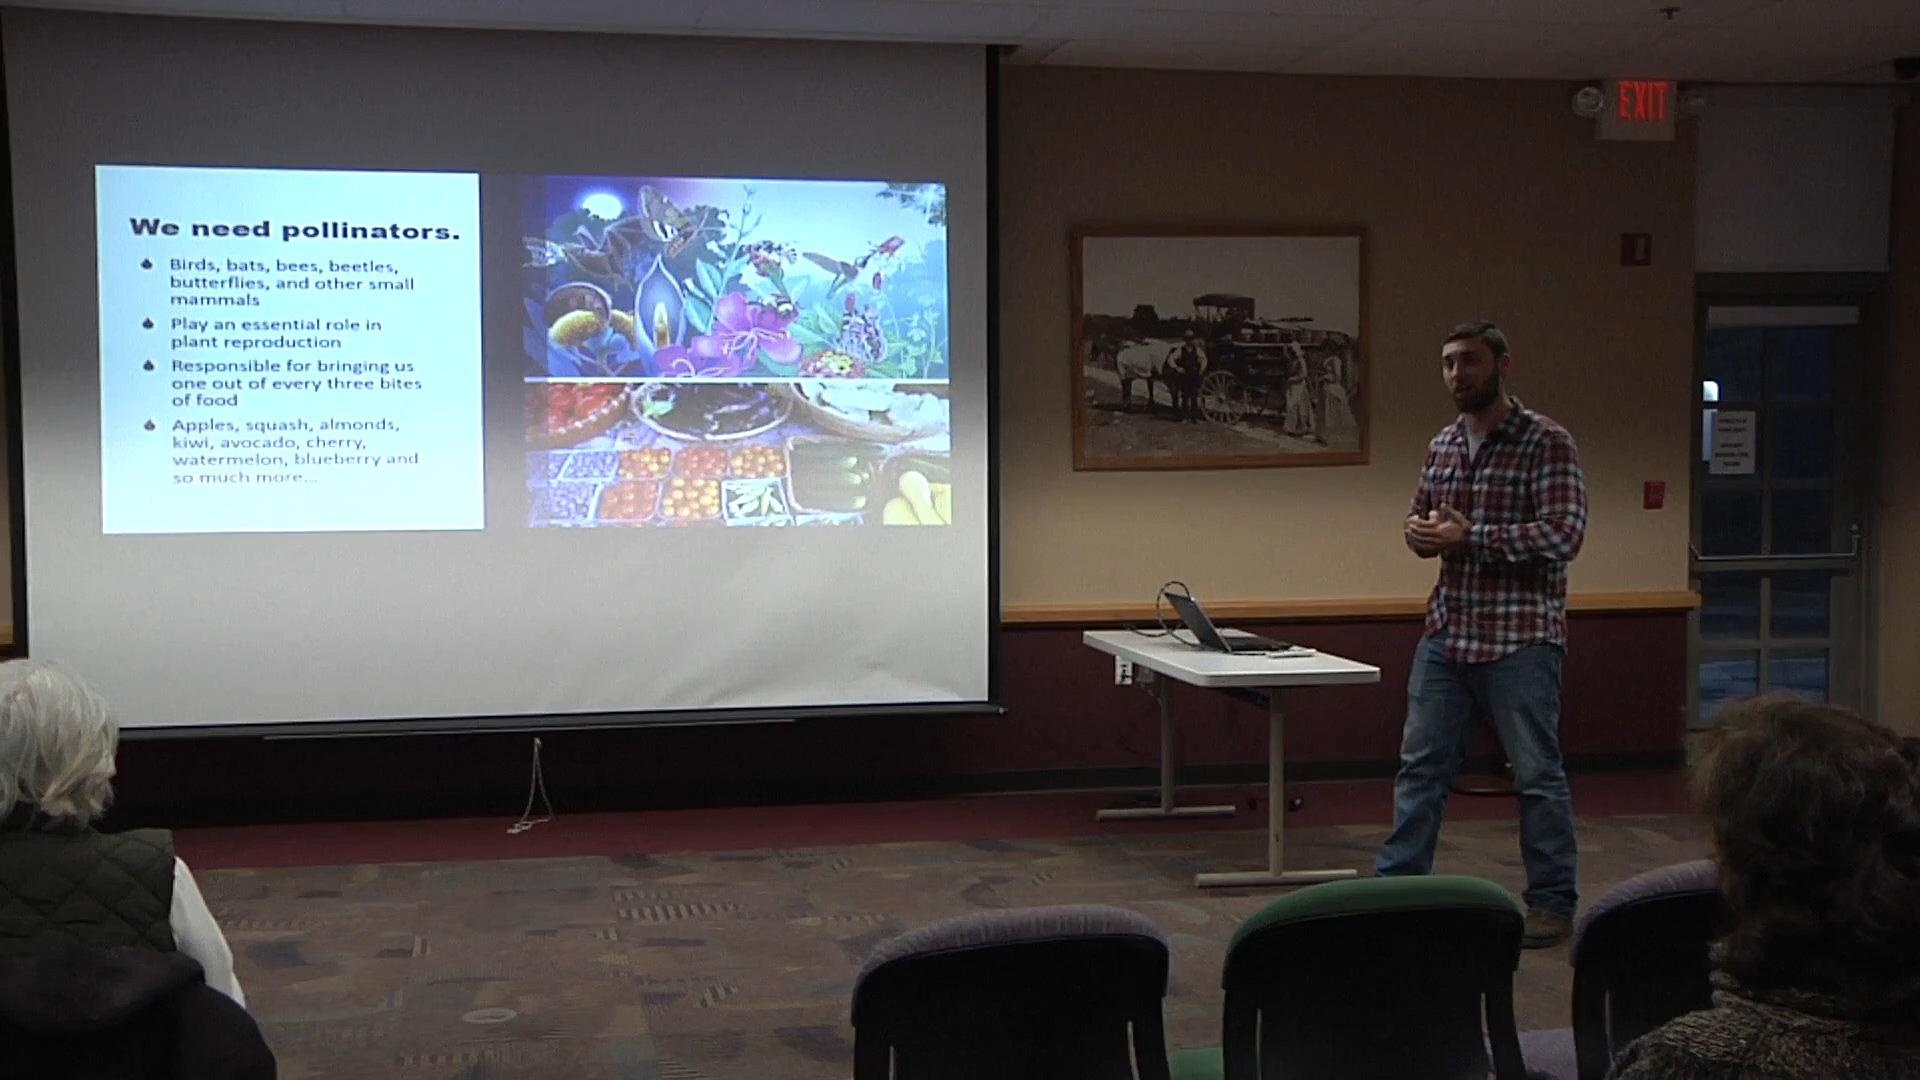 We need pollinators.
Birds, bats, bees, beetles,
butterflies, and other small
mammals
Play an essential role in
plant reproduction
Responsible for bringing us
one out of every three bites
of food
Apples, squash, almonds,
kiwi, avocado, cherry,
watermelon, blueberry and
so much more...
EXIT